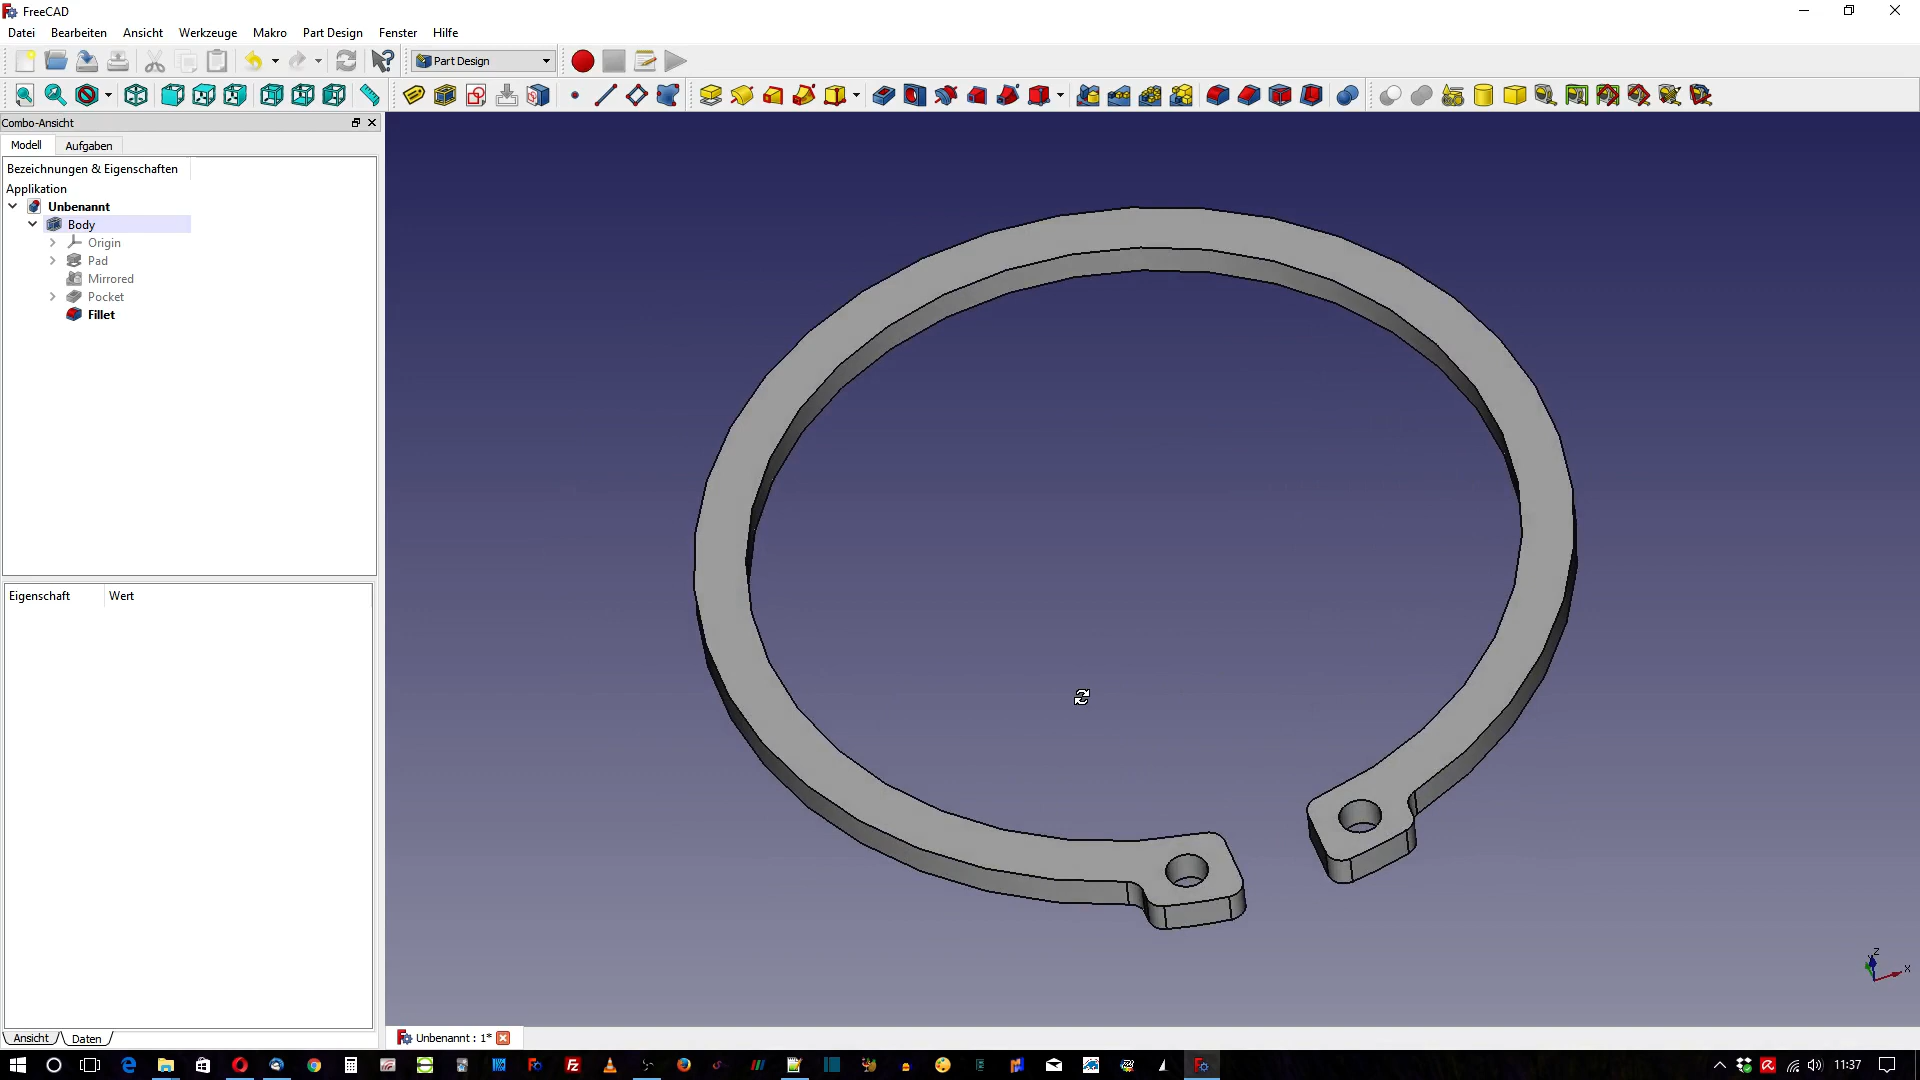 FreeCAD
Datei Bearbeiten Ansicht Werkzeuge Makro Part Design Fenster Hilfe
Part Design
Combo-Ansicht
Modell Aufgaben
Bezeichnungen & Eigenschaften
Applikation
Unbenannt
Body
Origin
Pad
Mirrored
Pocket
Fillet
Eigenschaft Wert
Z
X
Ansicht Daten
Unbenannt : 1*
11:37